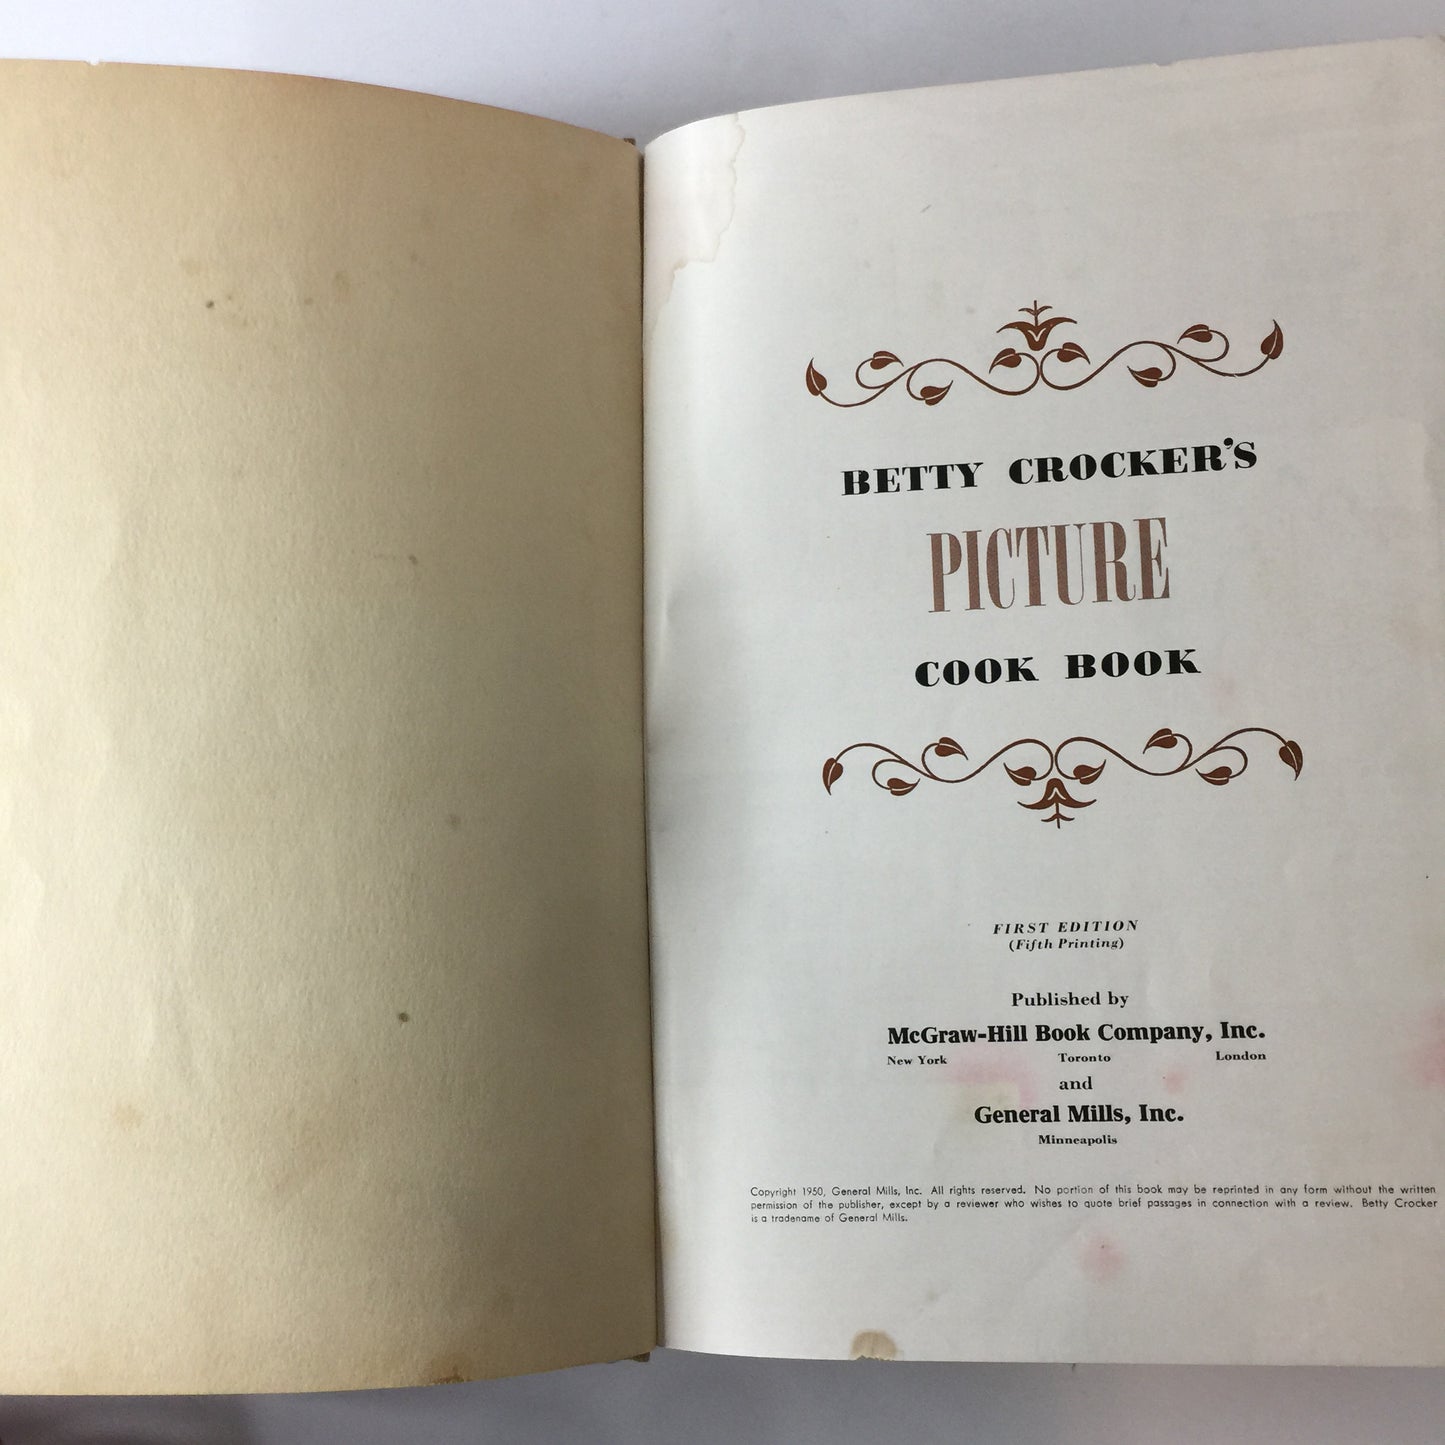 BETTY CROCKER'S
PICTURE
COOK BOOK
FIRST EDITION
(Fifth Printing)
Published by
McGraw-Hill Book Company, Inc.
New York Toronto London
and
General Mills, Inc.
Minneapolis
Copyright 1950, General Mills, Inc. All rights reserved. No portion of this book may be reprinted in any form without the written
permission of the publisher, except by a reviewer who wishes to quote brief passages in connection with a review. Betty Crocker
is a tradename of General Mills.